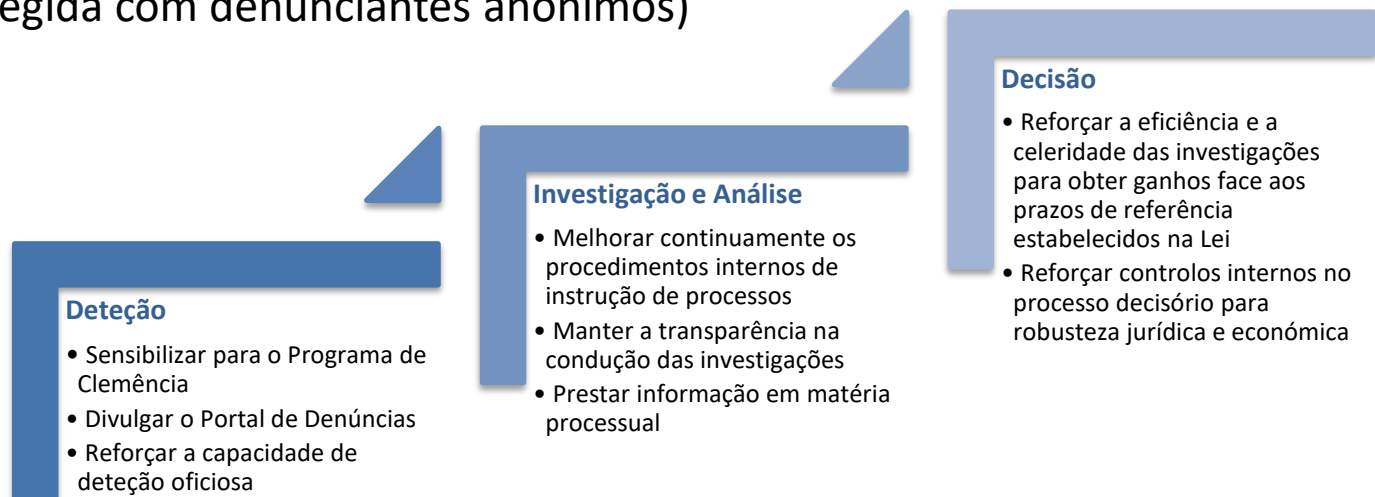 egida com denunciantes anónimos)
Deteção
• Sensibilizar para o Programa de
Clemência
• Divulgar o Portal de Denúncias
• Reforçar a capacidade de
deteção oficiosa
Investigação e Análise
• Melhorar continuamente os
procedimentos internos de
instrução de processos
• Manter a transparência na
condução das investigações
• Prestar informação em matéria
processual
Decisão
• Reforçar a eficiência e a
celeridade das investigações
para obter ganhos face aos
prazos de referência
estabelecidos na Lei
• Reforçar controlos internos no
processo decisório para
robusteza jurídica e económica